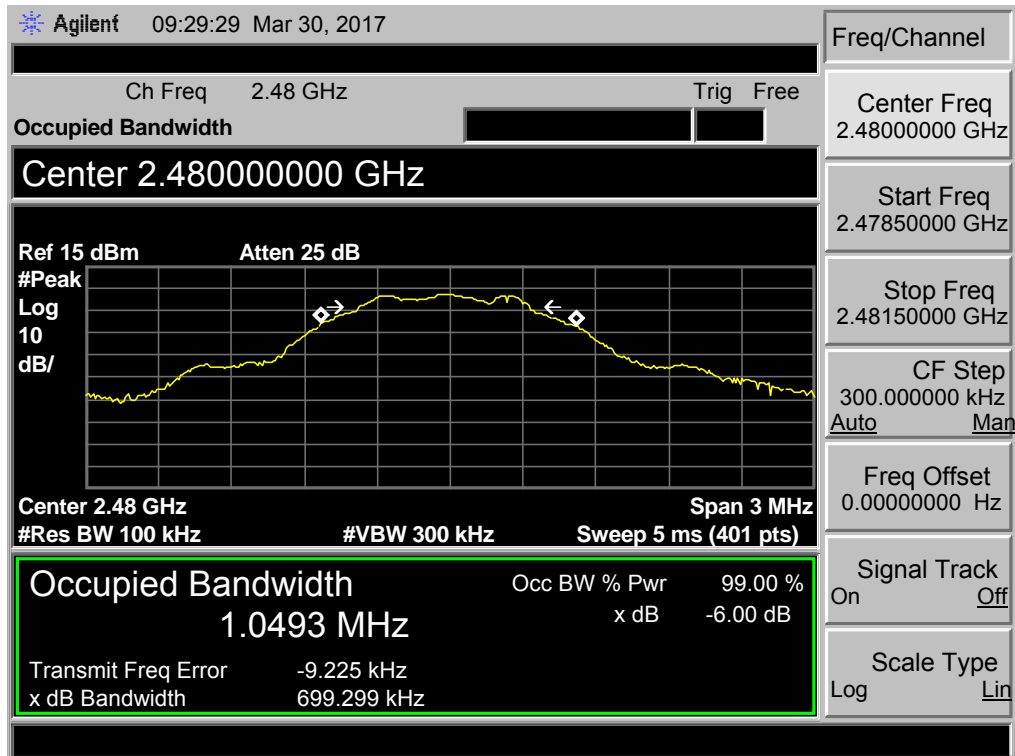 Agilent 09:29:29 Mar 30, 2017
Freq/Channel
Ch Freq 2.48 GHz Trig Free
Occupied Bandwidth
Center 2.480000000 GHz
Ref 15 dBm Atten 25 dB
#Peak
Log
10
dB/
Center 2.48 GHz Span 3 MHz
#Res BW 100 kHz #VBW 300 kHz Sweep 5 ms (401 pts)
Occupied Bandwidth
1.0493 MHz
Occ BW % Pwr 99.00 %
x dB -6.00 dB
Transmit Freq Error -9.225 kHz
x dB Bandwidth 699.299 kHz
Center Freq
2.48000000 GHz
Start Freq
2.47850000 GHz
Stop Freq
2.48150000 GHz
CF Step
300.000000 kHz
Auto Man
Freq Offset
0.00000000 Hz
Signal Track
On Off
Scale Type
Log Lin